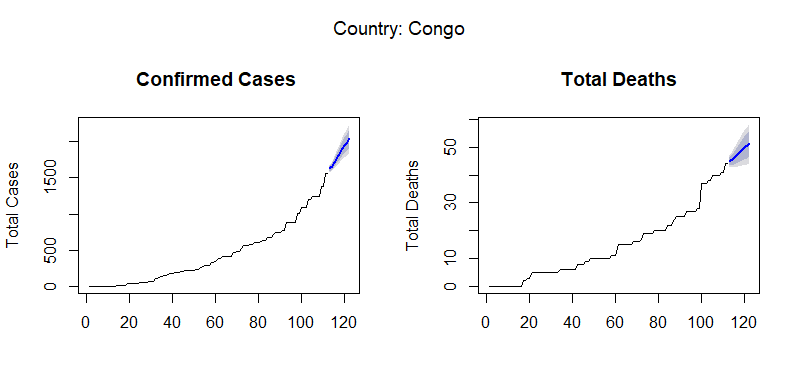 Country: Congo
Confirmed Cases
Total Cases
0
500
1500
0 20 40 60 80 100 120
Total Deaths
Total Deaths
0
10
30
50
0 20 40 60 80 100 120